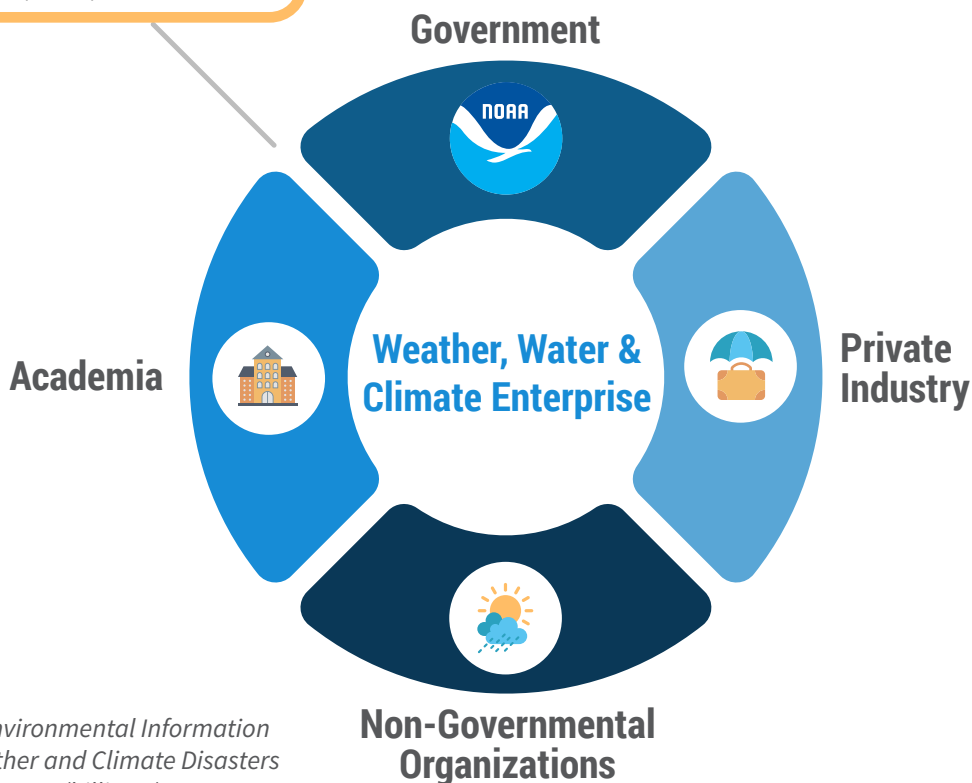 Government
NOAA
Weather, Water &
Climate Enterprise
Academia
Private
Industry
Non-Governmental
Organizations
nvironmental Information
ther and Climate Disasters